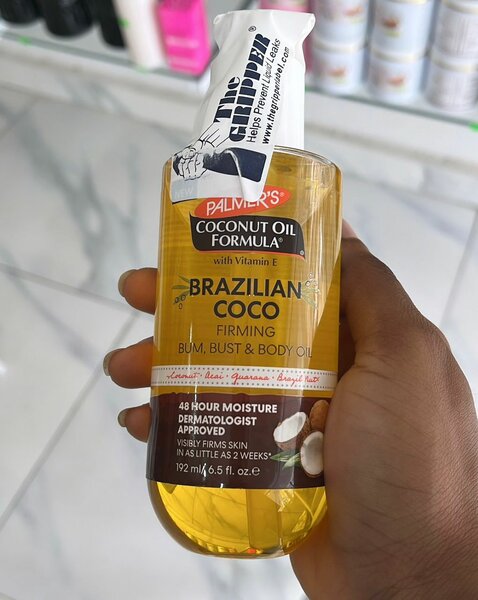 The
GRIPPER
Helps Prevent Liquid Leaks
www.thegripperlabel.com
NEW
PALMER'S
COCONUT OIL
FORMULA®
with Vitamin E
BRAZILIAN
COCO
FIRMING
BUM, BUST & BODY OIL
Coconut • Acai • Guarana • Brazil Nut
48 HOUR MOISTURE
DERMATOLOGIST
APPROVED
VISIBLY FIRMS SKIN
IN AS LITTLE AS 2 WEEKS*
192 ml/ 6.5 fl. oz.℮